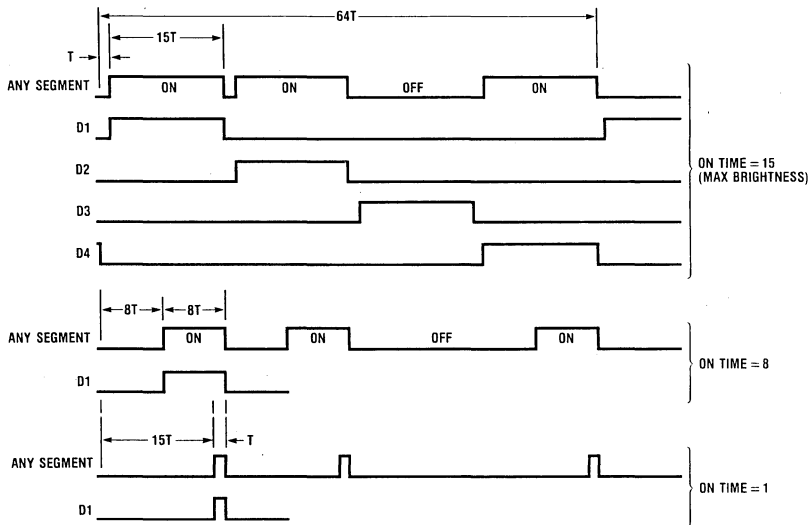 64T
15T
T
ANY SEGMENT ON ON OFF ON
D1
ON TIME = 15
(MAX BRIGHTNESS)
D2
D3
D4
8T 8T
ANY SEGMENT ON ON OFF ON
ON TIME = 8
D1
15T T
ANY SEGMENT
ON TIME = 1
D1